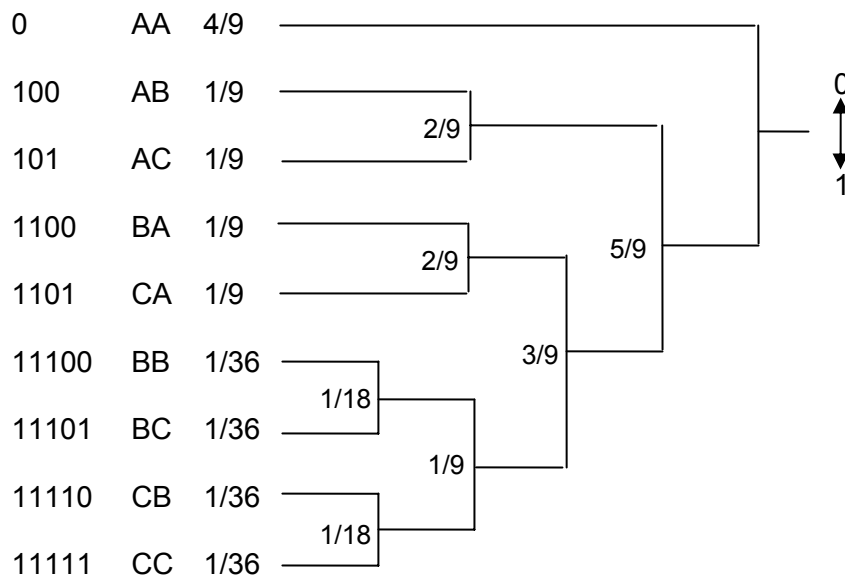 0 AA 4/9
0
100 AB 1/9
2/9
101 AC 1/9
1
1100 BA 1/9
5/9
2/9
1101 CA 1/9
3/9
11100 BB 1/36
1/18
11101 BC 1/36
1/9
11110 CB 1/36
1/18
11111 CC 1/36